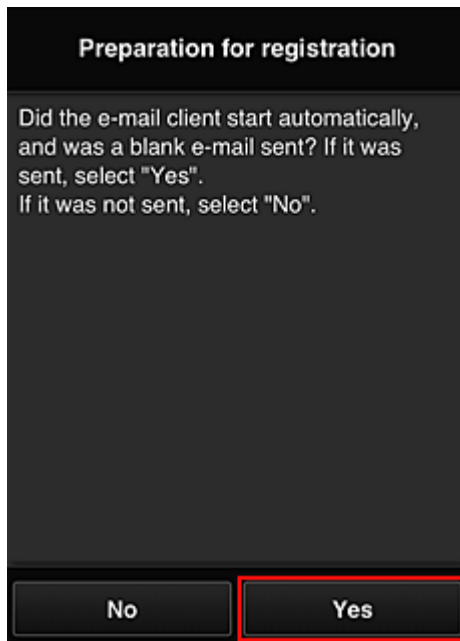 Preparation for registration
Did the e-mail client start automatically,
and was a blank e-mail sent? If it was
sent, select "Yes".
If it was not sent, select "No".
No
Yes